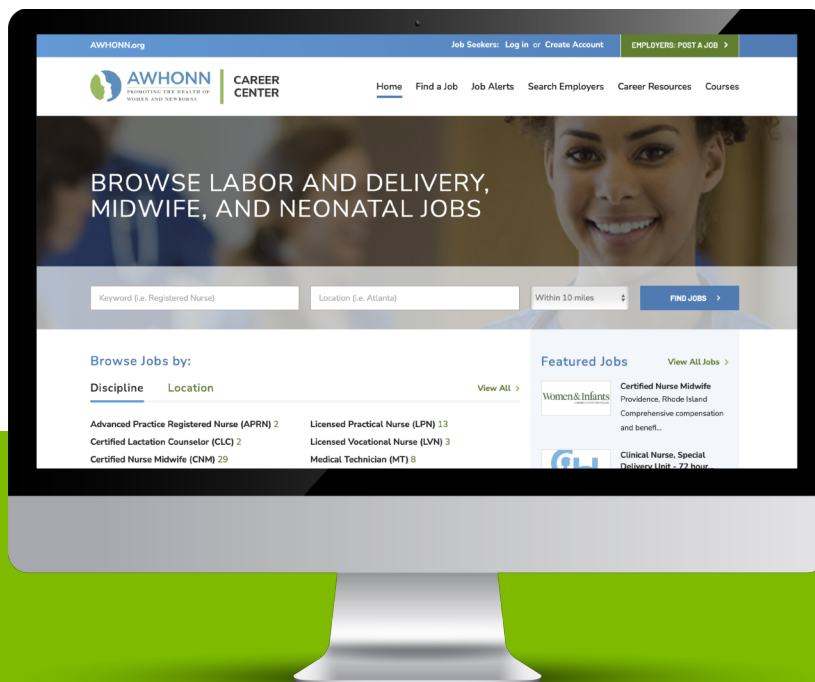 AWHONN.org
Job Seekers: Log in or Create Account
EMPLOYERS: POST A JOB >
AWHONN
PROMOTING THE HEALTH OF
WOMEN AND NEWBORNS
CAREER
CENTER
Home Find a Job Job Alerts Search Employers Career Resources Courses
BROWSE LABOR AND DELIVERY,
MIDWIFE, AND NEONATAL JOBS
Keyword (i.e. Registered Nurse)
Location (i.e. Atlanta)
Within 10 miles
FIND JOBS >
Browse Jobs by:
Discipline Location View All >
Advanced Practice Registered Nurse (APRN) 2
Certified Lactation Counselor (CLC) 2
Certified Nurse Midwife (CNM) 29
Licensed Practical Nurse (LPN) 13
Licensed Vocational Nurse (LVN) 3
Medical Technician (MT) 8
Featured Jobs View All Jobs >
Women & Infants
Certified Nurse Midwife
Providence, Rhode Island
Comprehensive compensation
and benefi...
Clinical Nurse, Special
Delivery Unit - 72 hour...